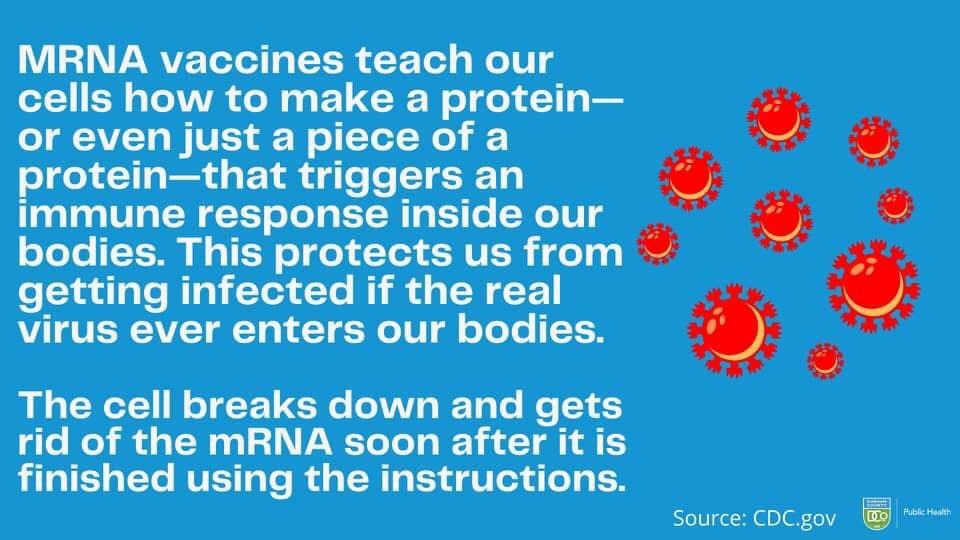 MRNA vaccines teach our
cells how to make a protein—
or even just a piece of a
protein—that triggers an
immune response inside our
bodies. This protects us from
getting infected if the real
virus ever enters our bodies.
The cell breaks down and gets
rid of the mRNA soon after it is
finished using the instructions.
Source: CDC.gov
DURHAM
COUNTY
DCO
Public Health